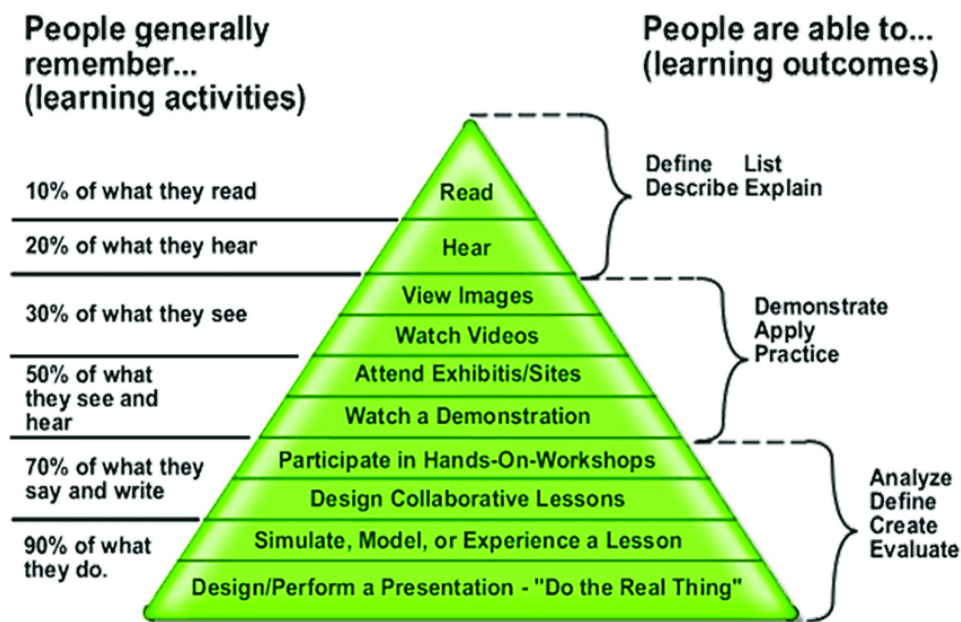 People generally
remember...
(learning activities)
People are able to...
(learning outcomes)
10% of what they read
20% of what they hear
30% of what they see
50% of what
they see and
hear
70% of what they
say and write
90% of what
they do.
Read
Hear
View Images
Watch Videos
Attend Exhibitis/Sites
Watch a Demonstration
Participate in Hands-On-Workshops
Design Collaborative Lessons
Simulate, Model, or Experience a Lesson
Design/Perform a Presentation - "Do the Real Thing"
Define List
Describe Explain
Demonstrate
Apply
Practice
Analyze
Define
Create
Evaluate